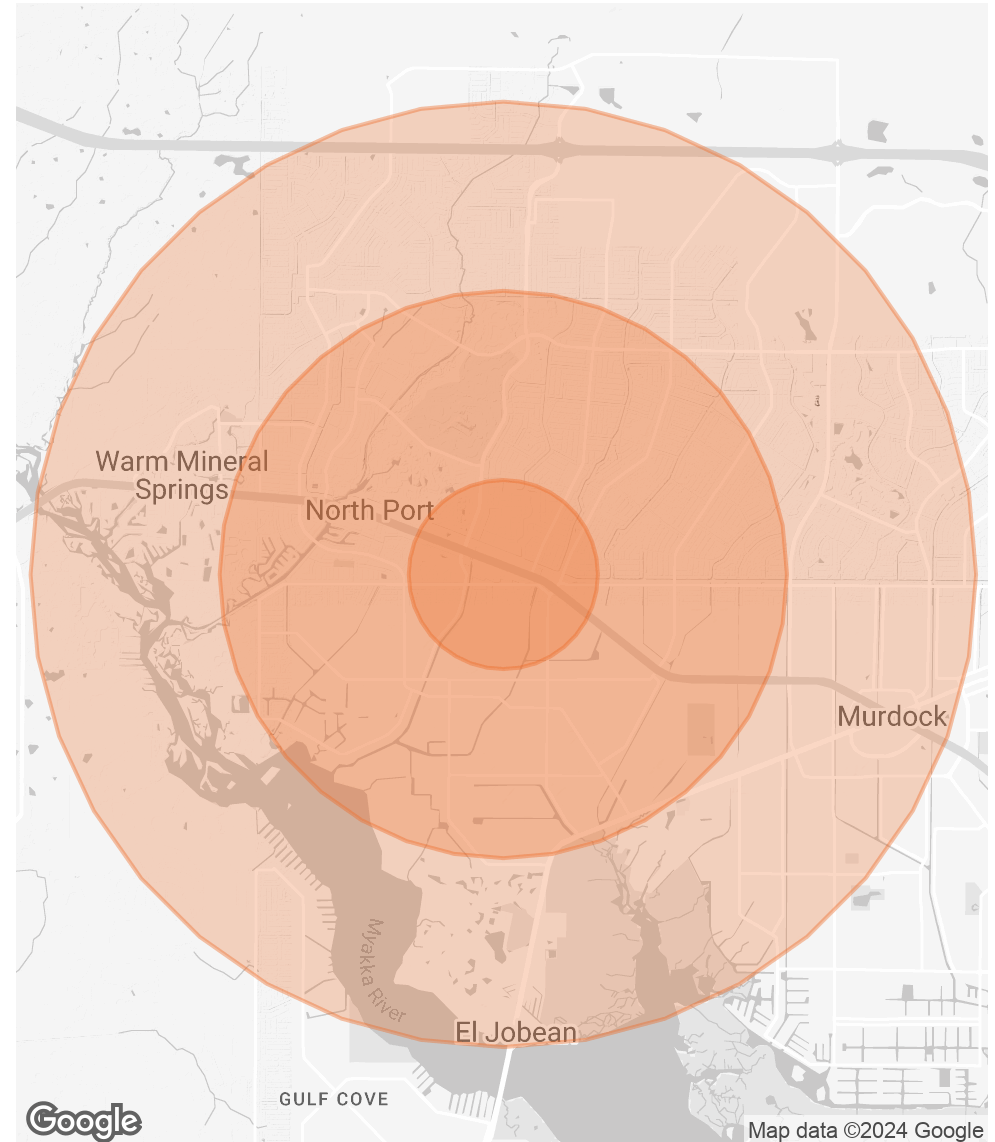 Warm Mineral
Springs
North Port
Murdock
Myakka River
El Jobean
GULF COVE
Google
Map data ©2024 Google